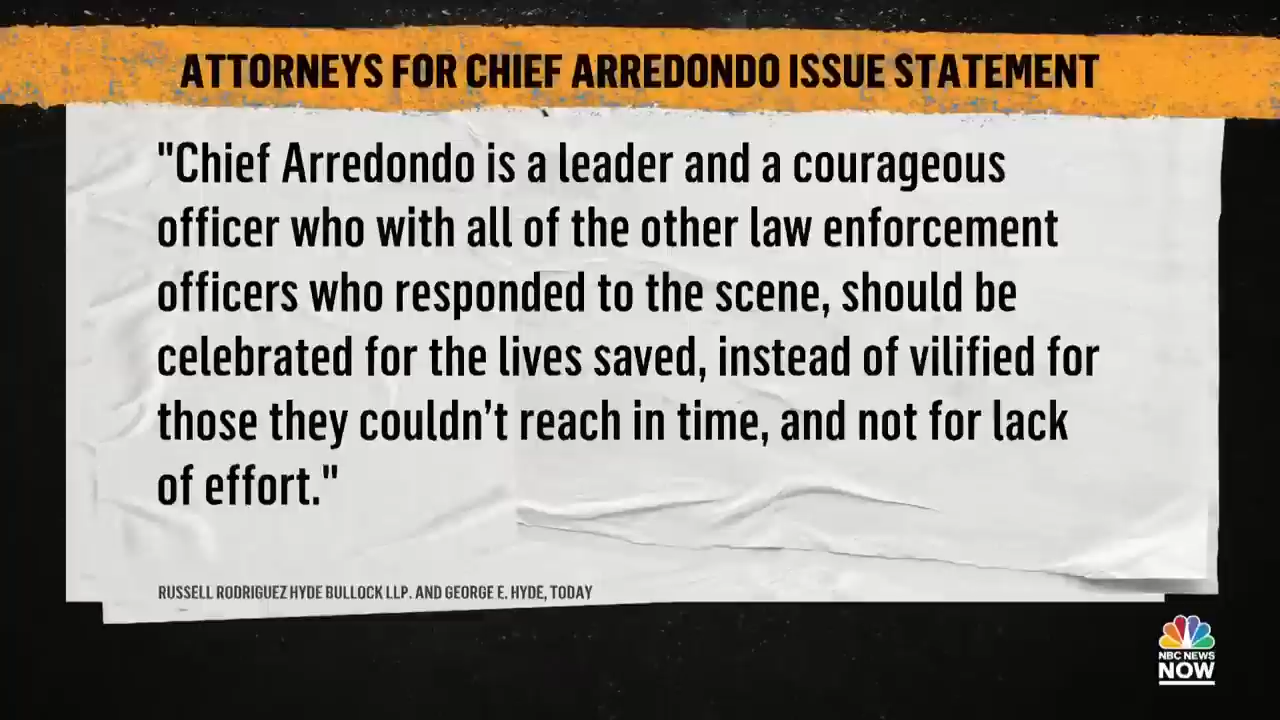 ATTORNEYS FOR CHIEF ARREDONDO ISSUE STATEMENT
"Chief Arredondo is a leader and a courageous
officer who with all of the other law enforcement
officers who responded to the scene, should be
celebrated for the lives saved, instead of vilified for
those they couldn't reach in time, and not for lack
of effort."
RUSSELL RODRIGUEZ HYDE BULLOCK LLP. AND GEORGE E. HYDE, TODAY
NBC NEWS
NOW